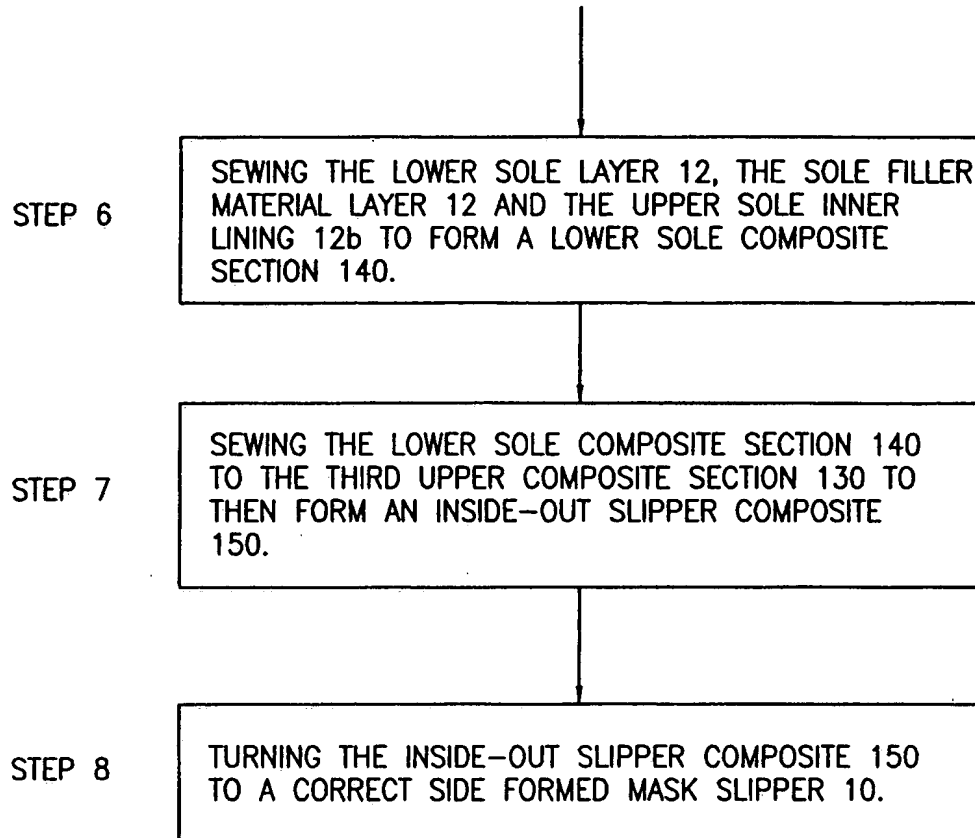 STEP 6
SEWING THE LOWER SOLE LAYER 12, THE SOLE FILLER
MATERIAL LAYER 12 AND THE UPPER SOLE INNER
LINING 12b TO FORM A LOWER SOLE COMPOSITE
SECTION 140.
STEP 7
SEWING THE LOWER SOLE COMPOSITE SECTION 140
TO THE THIRD UPPER COMPOSITE SECTION 130 TO
THEN FORM AN INSIDE-OUT SLIPPER COMPOSITE
150.
STEP 8
TURNING THE INSIDE-OUT SLIPPER COMPOSITE 150
TO A CORRECT SIDE FORMED MASK SLIPPER 10.